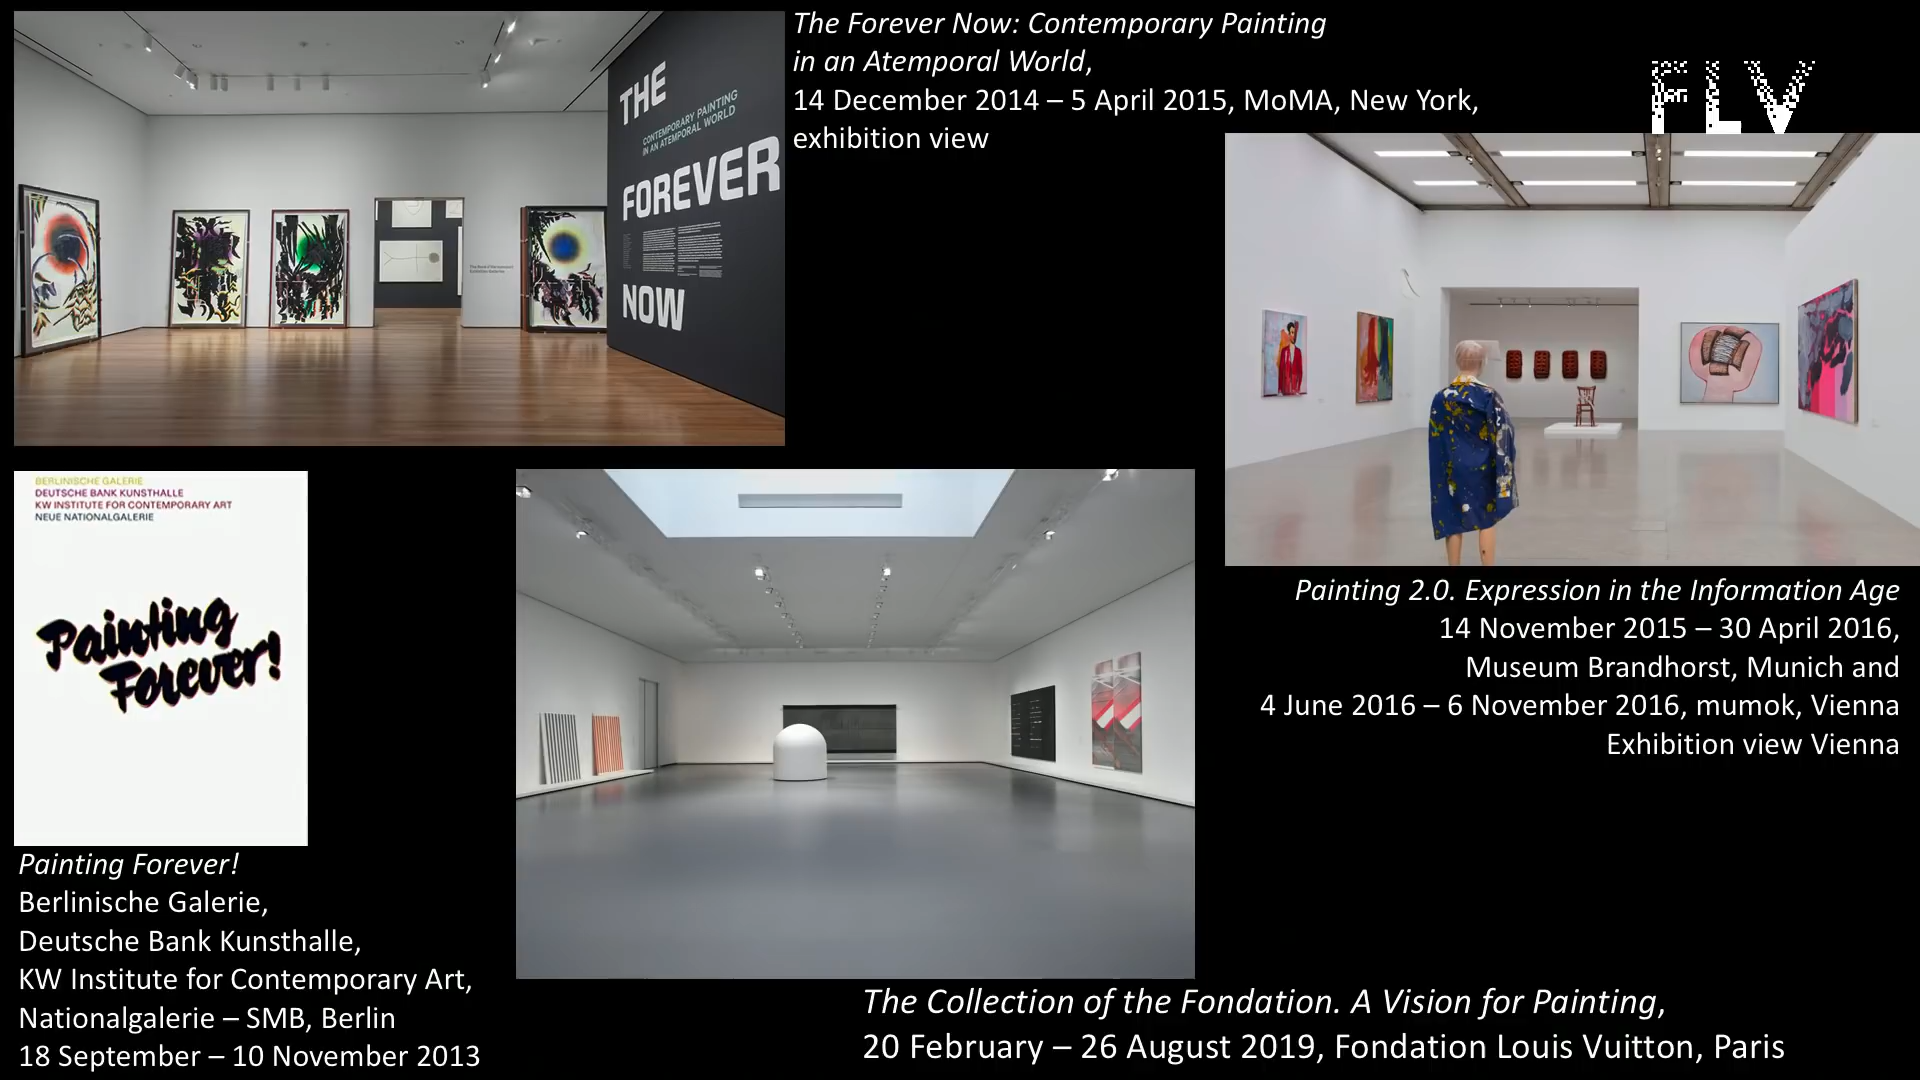 The Forever Now: Contemporary Painting
in an Atemporal World,
14 December 2014 – 5 April 2015, MoMA, New York,
exhibition view
FLV
THE
CONTEMPORARY PAINTING
IN AN ATEMPORAL WORLD
FOREVER
NOW
Painting 2.0. Expression in the Information Age
14 November 2015 – 30 April 2016,
Museum Brandhorst, Munich and
4 June 2016 – 6 November 2016, mumok, Vienna
Exhibition view Vienna
BERLINISCHE GALERIE
DEUTSCHE BANK KUNSTHALLE
KW INSTITUTE FOR CONTEMPORARY ART
NEUE NATIONALGALERIE
Painting
Forever!
Painting Forever!
Berlinische Galerie,
Deutsche Bank Kunsthalle,
KW Institute for Contemporary Art,
Nationalgalerie – SMB, Berlin
18 September – 10 November 2013
The Collection of the Fondation. A Vision for Painting,
20 February – 26 August 2019, Fondation Louis Vuitton, Paris